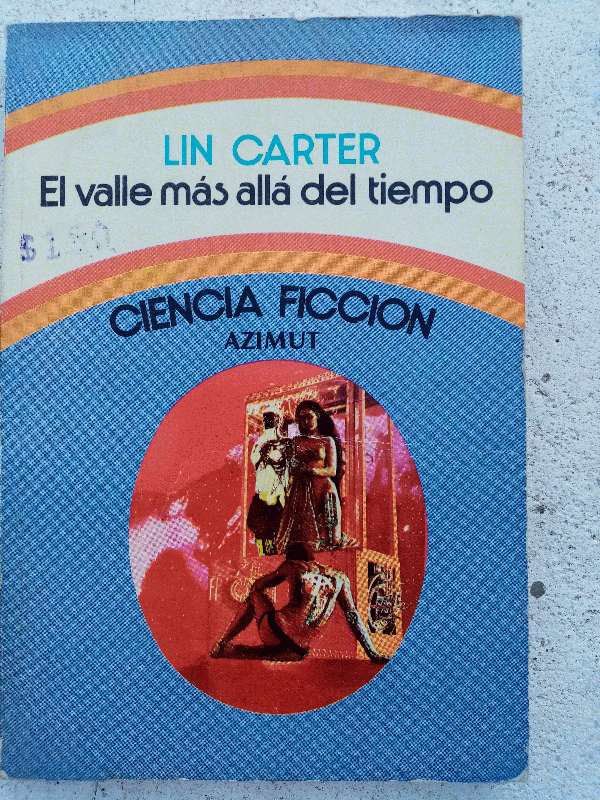 LIN CARTER
El valle más allá del tiempo
CIENCIA FICCION
AZIMUT